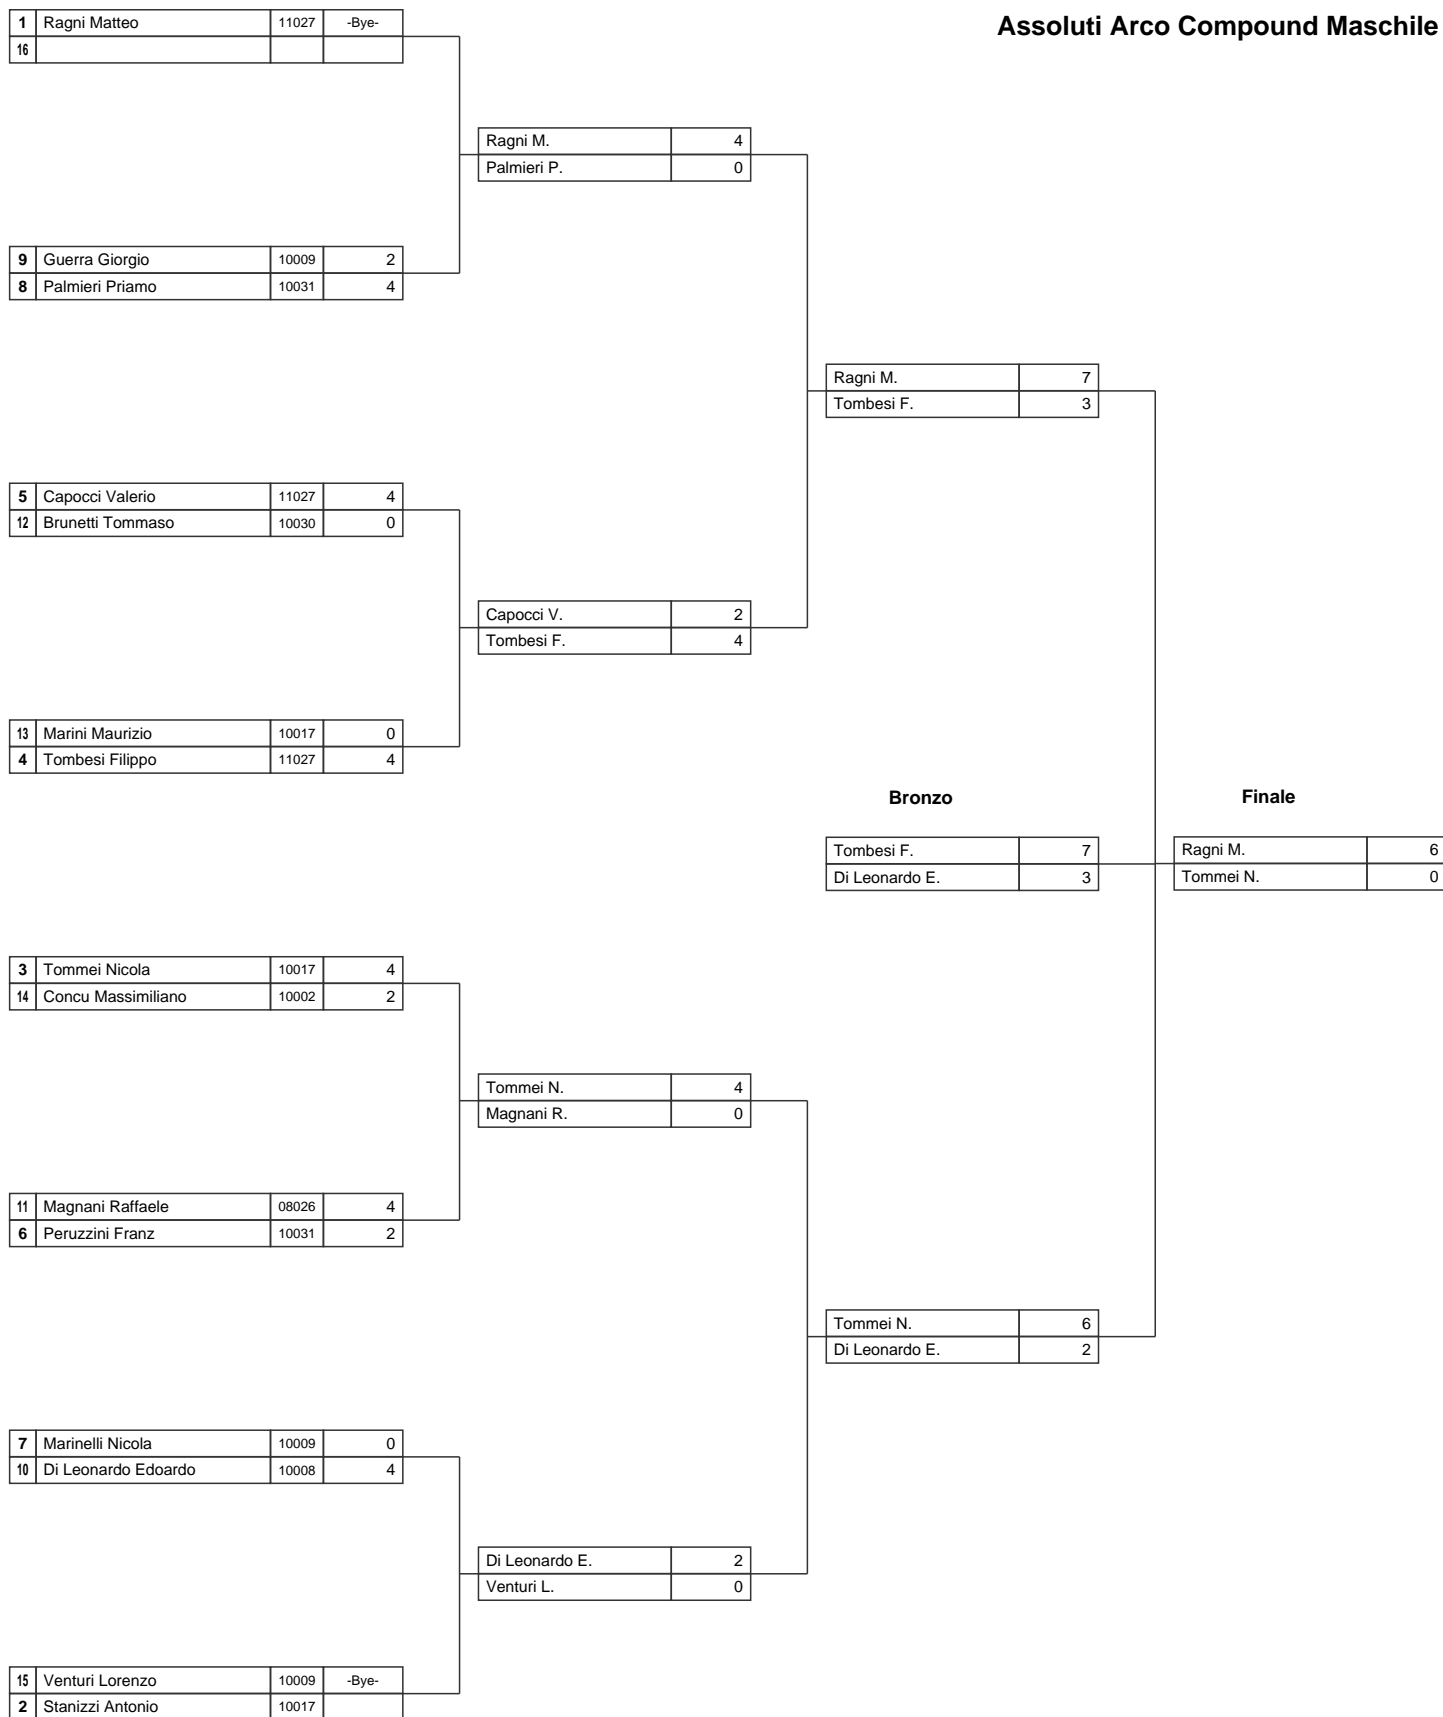 Assoluti Arco Compound Maschile
1 Ragni Matteo 11027 -Bye-
16
Ragni M. 4
Palmieri P. 0
9 Guerra Giorgio 10009 2
8 Palmieri Priamo 10031 4
Ragni M. 7
Tombesi F. 3
5 Capocci Valerio 11027 4
12 Brunetti Tommaso 10030 0
Capocci V. 2
Tombesi F. 4
13 Marini Maurizio 10017 0
4 Tombesi Filippo 11027 4
Bronzo
Finale
Tombesi F. 7
Di Leonardo E. 3
Ragni M. 6
Tommei N. 0
3 Tommei Nicola 10017 4
14 Concu Massimiliano 10002 2
Tommei N. 4
Magnani R. 0
11 Magnani Raffaele 08026 4
6 Peruzzini Franz 10031 2
Tommei N. 6
Di Leonardo E. 2
7 Marinelli Nicola 10009 0
10 Di Leonardo Edoardo 10008 4
Di Leonardo E. 2
Venturi L. 0
15 Venturi Lorenzo 10009 -Bye-
2 Stanizzi Antonio 10017